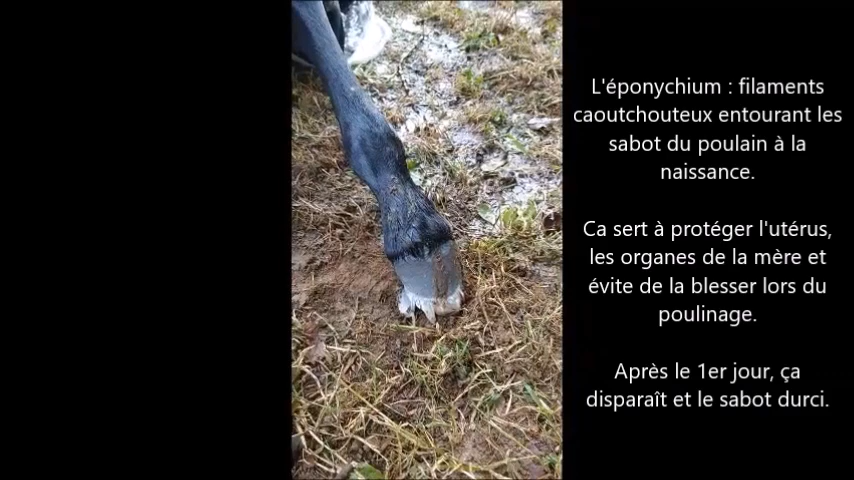 L'éponychium : filaments
caoutchouteux entourant les
sabot du poulain à la
naissance.
Ca sert à protéger l'utérus,
les organes de la mère et
évite de la blesser lors du
poulinage.
Après le 1er jour, ça
disparaît et le sabot durci.